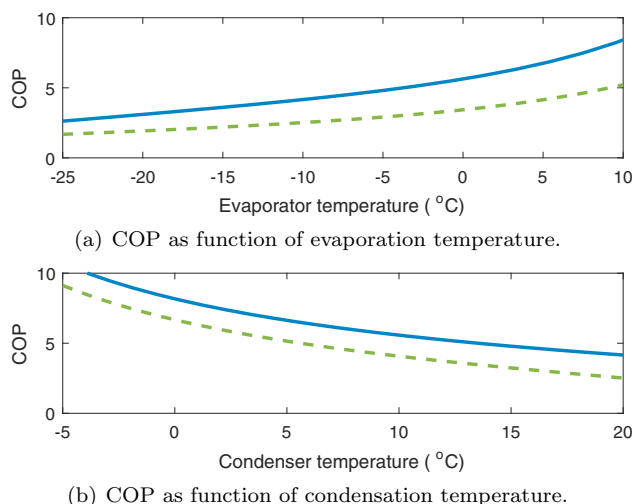 10
5
0
COP
-25 -20 -15 -10 -5 0 5 10
Evaporator temperature ( °C)
(a) COP as function of evaporation temperature.
10
5
0
COP
-5 0 5 10 15 20
Condenser temperature ( °C)
(b) COP as function of condensation temperature.